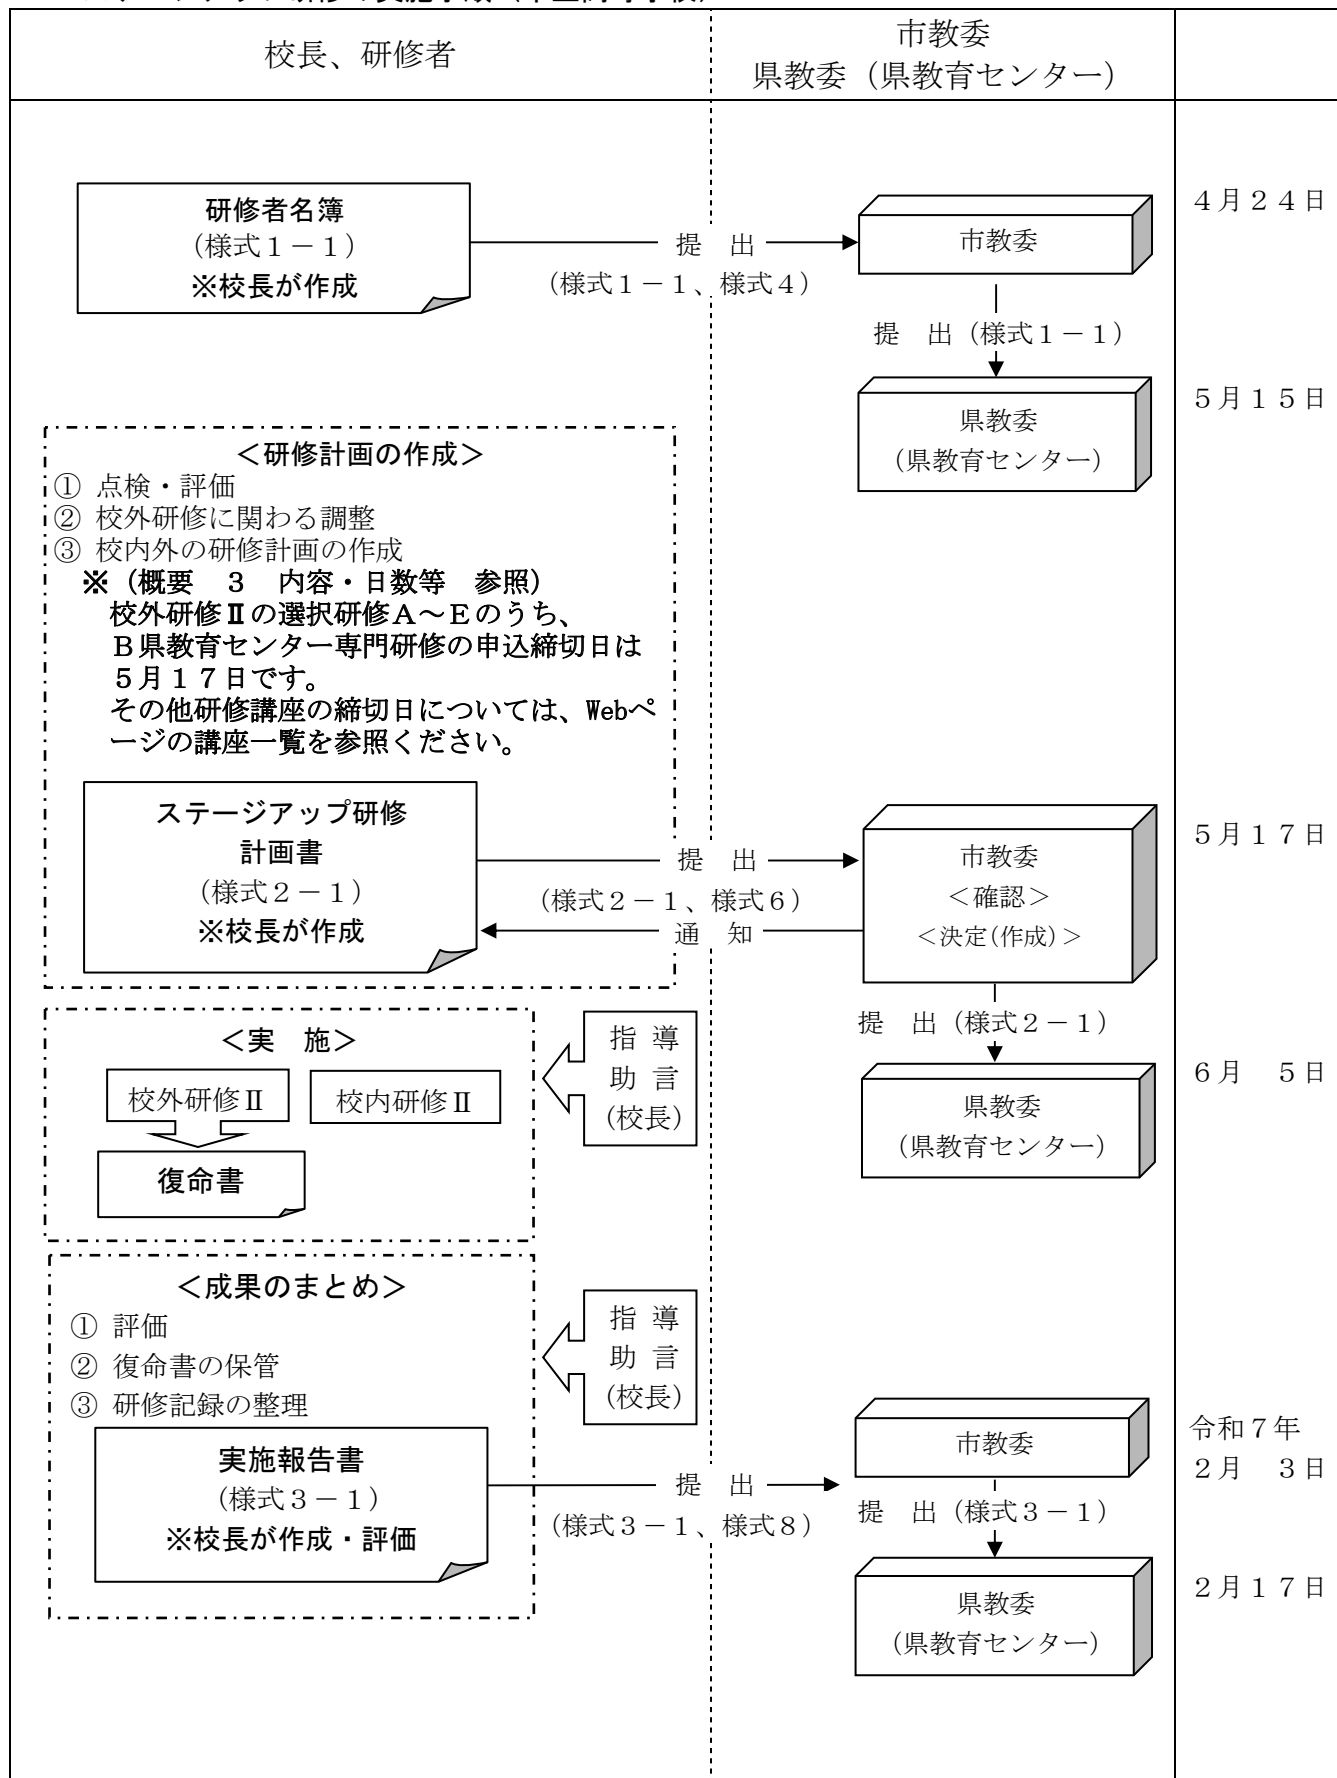 校長、研修者
市教委
県教委（県教育センター）
研修者名簿
（様式１－１）
※校長が作成
提　出
（様式１－１、様式４）
市教委
４月２４日
提　出（様式１－１）
県教委
（県教育センター）
５月１５日
＜研修計画の作成＞
① 点検・評価
② 校外研修に関わる調整
③ 校内外の研修計画の作成
※（概要　３　内容・日数等　参照）
校外研修Ⅱの選択研修Ａ～Ｅのうち、
Ｂ県教育センター専門研修の申込締切日は
５月１７日です。
その他研修講座の締切日については、Webペ
ージの講座一覧を参照ください。
ステージアップ研修
計画書
（様式２－１）
※校長が作成
提　出
（様式２－１、様式６）
通　知
市教委
＜確認＞
＜決定(作成)＞
５月１７日
提　出（様式２－１）
県教委
（県教育センター）
６月　５日
＜実　施＞
校外研修Ⅱ
校内研修Ⅱ
復命書
指 導
助 言
(校長)
＜成果のまとめ＞
① 評価
② 復命書の保管
③ 研修記録の整理
指 導
助 言
(校長)
実施報告書
（様式３－１）
※校長が作成・評価
提　出
（様式３－１、様式８）
市教委
令和７年
２月　３日
提　出（様式３－１）
県教委
（県教育センター）
２月１７日